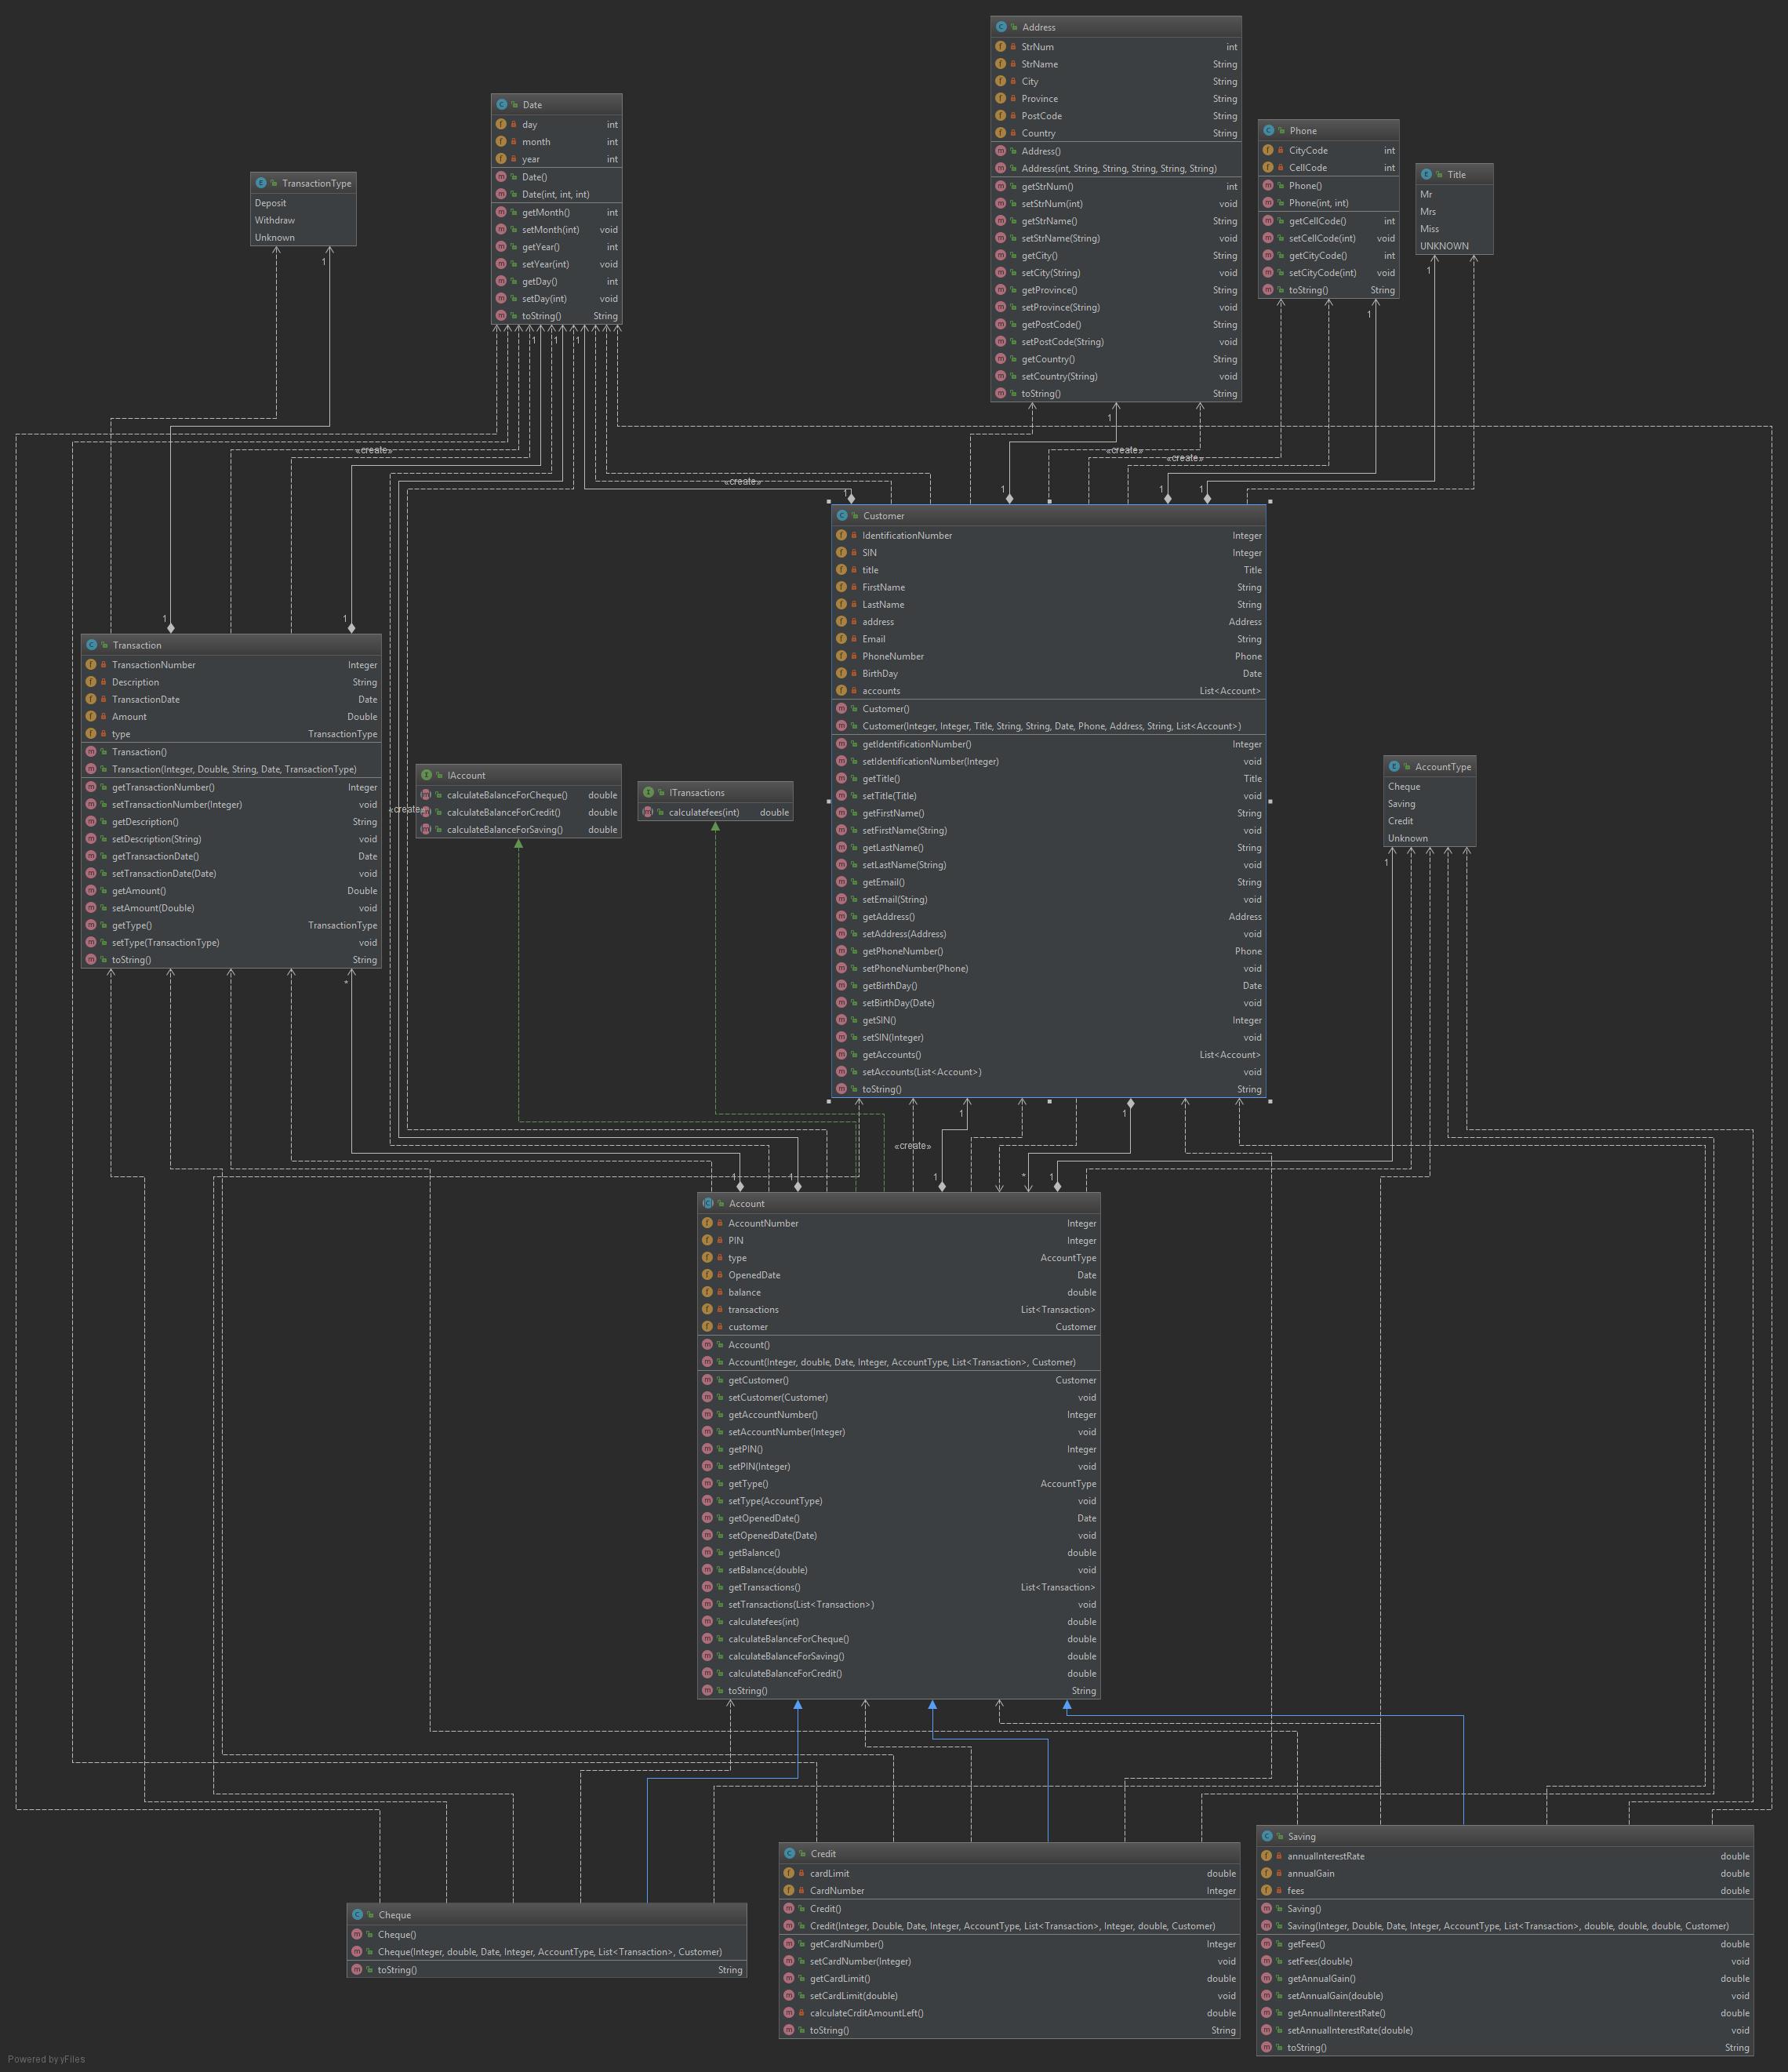 Address
StrNum int
StrName String
City String
Province String
PostCode String
Country String
Address()
Address(int, String, String, String, String, String)
getStrNum() int
setStrNum(int) void
getStrName() String
setStrName(String) void
getCity() String
setCity(String) void
getProvince() String
setProvince(String) void
getPostCode() String
setPostCode(String) void
getCountry() String
setCountry(String) void
toString() String
Date
day int
month int
year int
Date()
Date(int, int, int)
getMonth() int
setMonth(int) void
getYear() int
setYear(int) void
getDay() int
setDay(int) void
toString() String
Phone
CityCode int
CellCode int
Phone()
Phone(int, int)
getCellCode() int
setCellCode(int) void
getCityCode() int
setCityCode(int) void
toString() String
Title
Mr
Mrs
Miss
UNKNOWN
TransactionType
Deposit
Withdraw
Unknown
1
1
1
1
1
1
1
«create»
«create»
«create»
«create»
1
1
1
1
1
1
Customer
IdentificationNumber Integer
SIN Integer
title Title
FirstName String
LastName String
address Address
Email String
PhoneNumber Phone
BirthDay Date
accounts List<Account>
Customer()
Customer(Integer, Integer, Title, String, String, Date, Phone, Address, String, List<Account>)
getIdentificationNumber() Integer
setIdentificationNumber(Integer) void
getTitle() Title
setTitle(Title) void
getFirstName() String
setFirstName(String) void
getLastName() String
setLastName(String) void
getEmail() String
setEmail(String) void
getAddress() Address
setAddress(Address) void
getPhoneNumber() Phone
setPhoneNumber(Phone) void
getBirthDay() Date
setBirthDay(Date) void
getSIN() Integer
setSIN(Integer) void
getAccounts() List<Account>
setAccounts(List<Account>) void
toString() String
Transaction
TransactionNumber Integer
Description String
TransactionDate Date
Amount Double
type TransactionType
Transaction()
Transaction(Integer, Double, String, Date, TransactionType)
getTransactionNumber() Integer
setTransactionNumber(Integer) void
getDescription() String
setDescription(String) void
getTransactionDate() Date
setTransactionDate(Date) void
getAmount() Double
setAmount(Double) void
getType() TransactionType
setType(TransactionType) void
toString() String
«create»
IAccount
calculateBalanceForCheque() double
calculateBalanceForCredit() double
calculateBalanceForSaving() double
ITransactions
calculatefees(int) double
AccountType
Cheque
Saving
Credit
Unknown
1
*
1
1
«create»
1
1
1
*
1
Account
AccountNumber Integer
PIN Integer
type AccountType
OpenedDate Date
balance double
transactions List<Transaction>
customer Customer
Account()
Account(Integer, double, Date, Integer, AccountType, List<Transaction>, Customer)
getCustomer() Customer
setCustomer(Customer) void
getAccountNumber() Integer
setAccountNumber(Integer) void
getPIN() Integer
setPIN(Integer) void
getType() AccountType
setType(AccountType) void
getOpenedDate() Date
setOpenedDate(Date) void
getBalance() double
setBalance(double) void
getTransactions() List<Transaction>
setTransactions(List<Transaction>) void
calculatefees(int) double
calculateBalanceForCheque() double
calculateBalanceForSaving() double
calculateBalanceForCredit() double
toString() String
Cheque
Cheque()
Cheque(Integer, double, Date, Integer, AccountType, List<Transaction>, Customer)
toString() String
Credit
cardLimit double
CardNumber Integer
Credit()
Credit(Integer, Double, Date, Integer, AccountType, List<Transaction>, Integer, double, Customer)
getCardNumber() Integer
setCardNumber(Integer) void
getCardLimit() double
setCardLimit(double) void
calculateCrditAmountLeft() double
toString() String
Saving
annualInterestRate double
annualGain double
fees double
Saving()
Saving(Integer, Double, Date, Integer, AccountType, List<Transaction>, double, double, double, Customer)
getFees() double
setFees(double) void
getAnnualGain() double
setAnnualGain(double) void
getAnnualInterestRate() double
setAnnualInterestRate(double) void
toString() String
Powered by yFiles